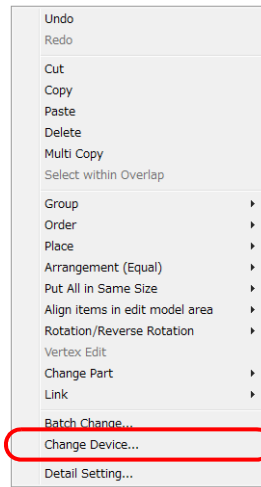 Undo
Redo
Cut
Copy
Paste
Delete
Multi Copy
Select within Overlap
Group
Order
Place
Arrangement (Equal)
Put All in Same Size
Align items in edit model area
Rotation/Reverse Rotation
Vertex Edit
Change Part
Link
Batch Change...
Change Device...
Detail Setting...